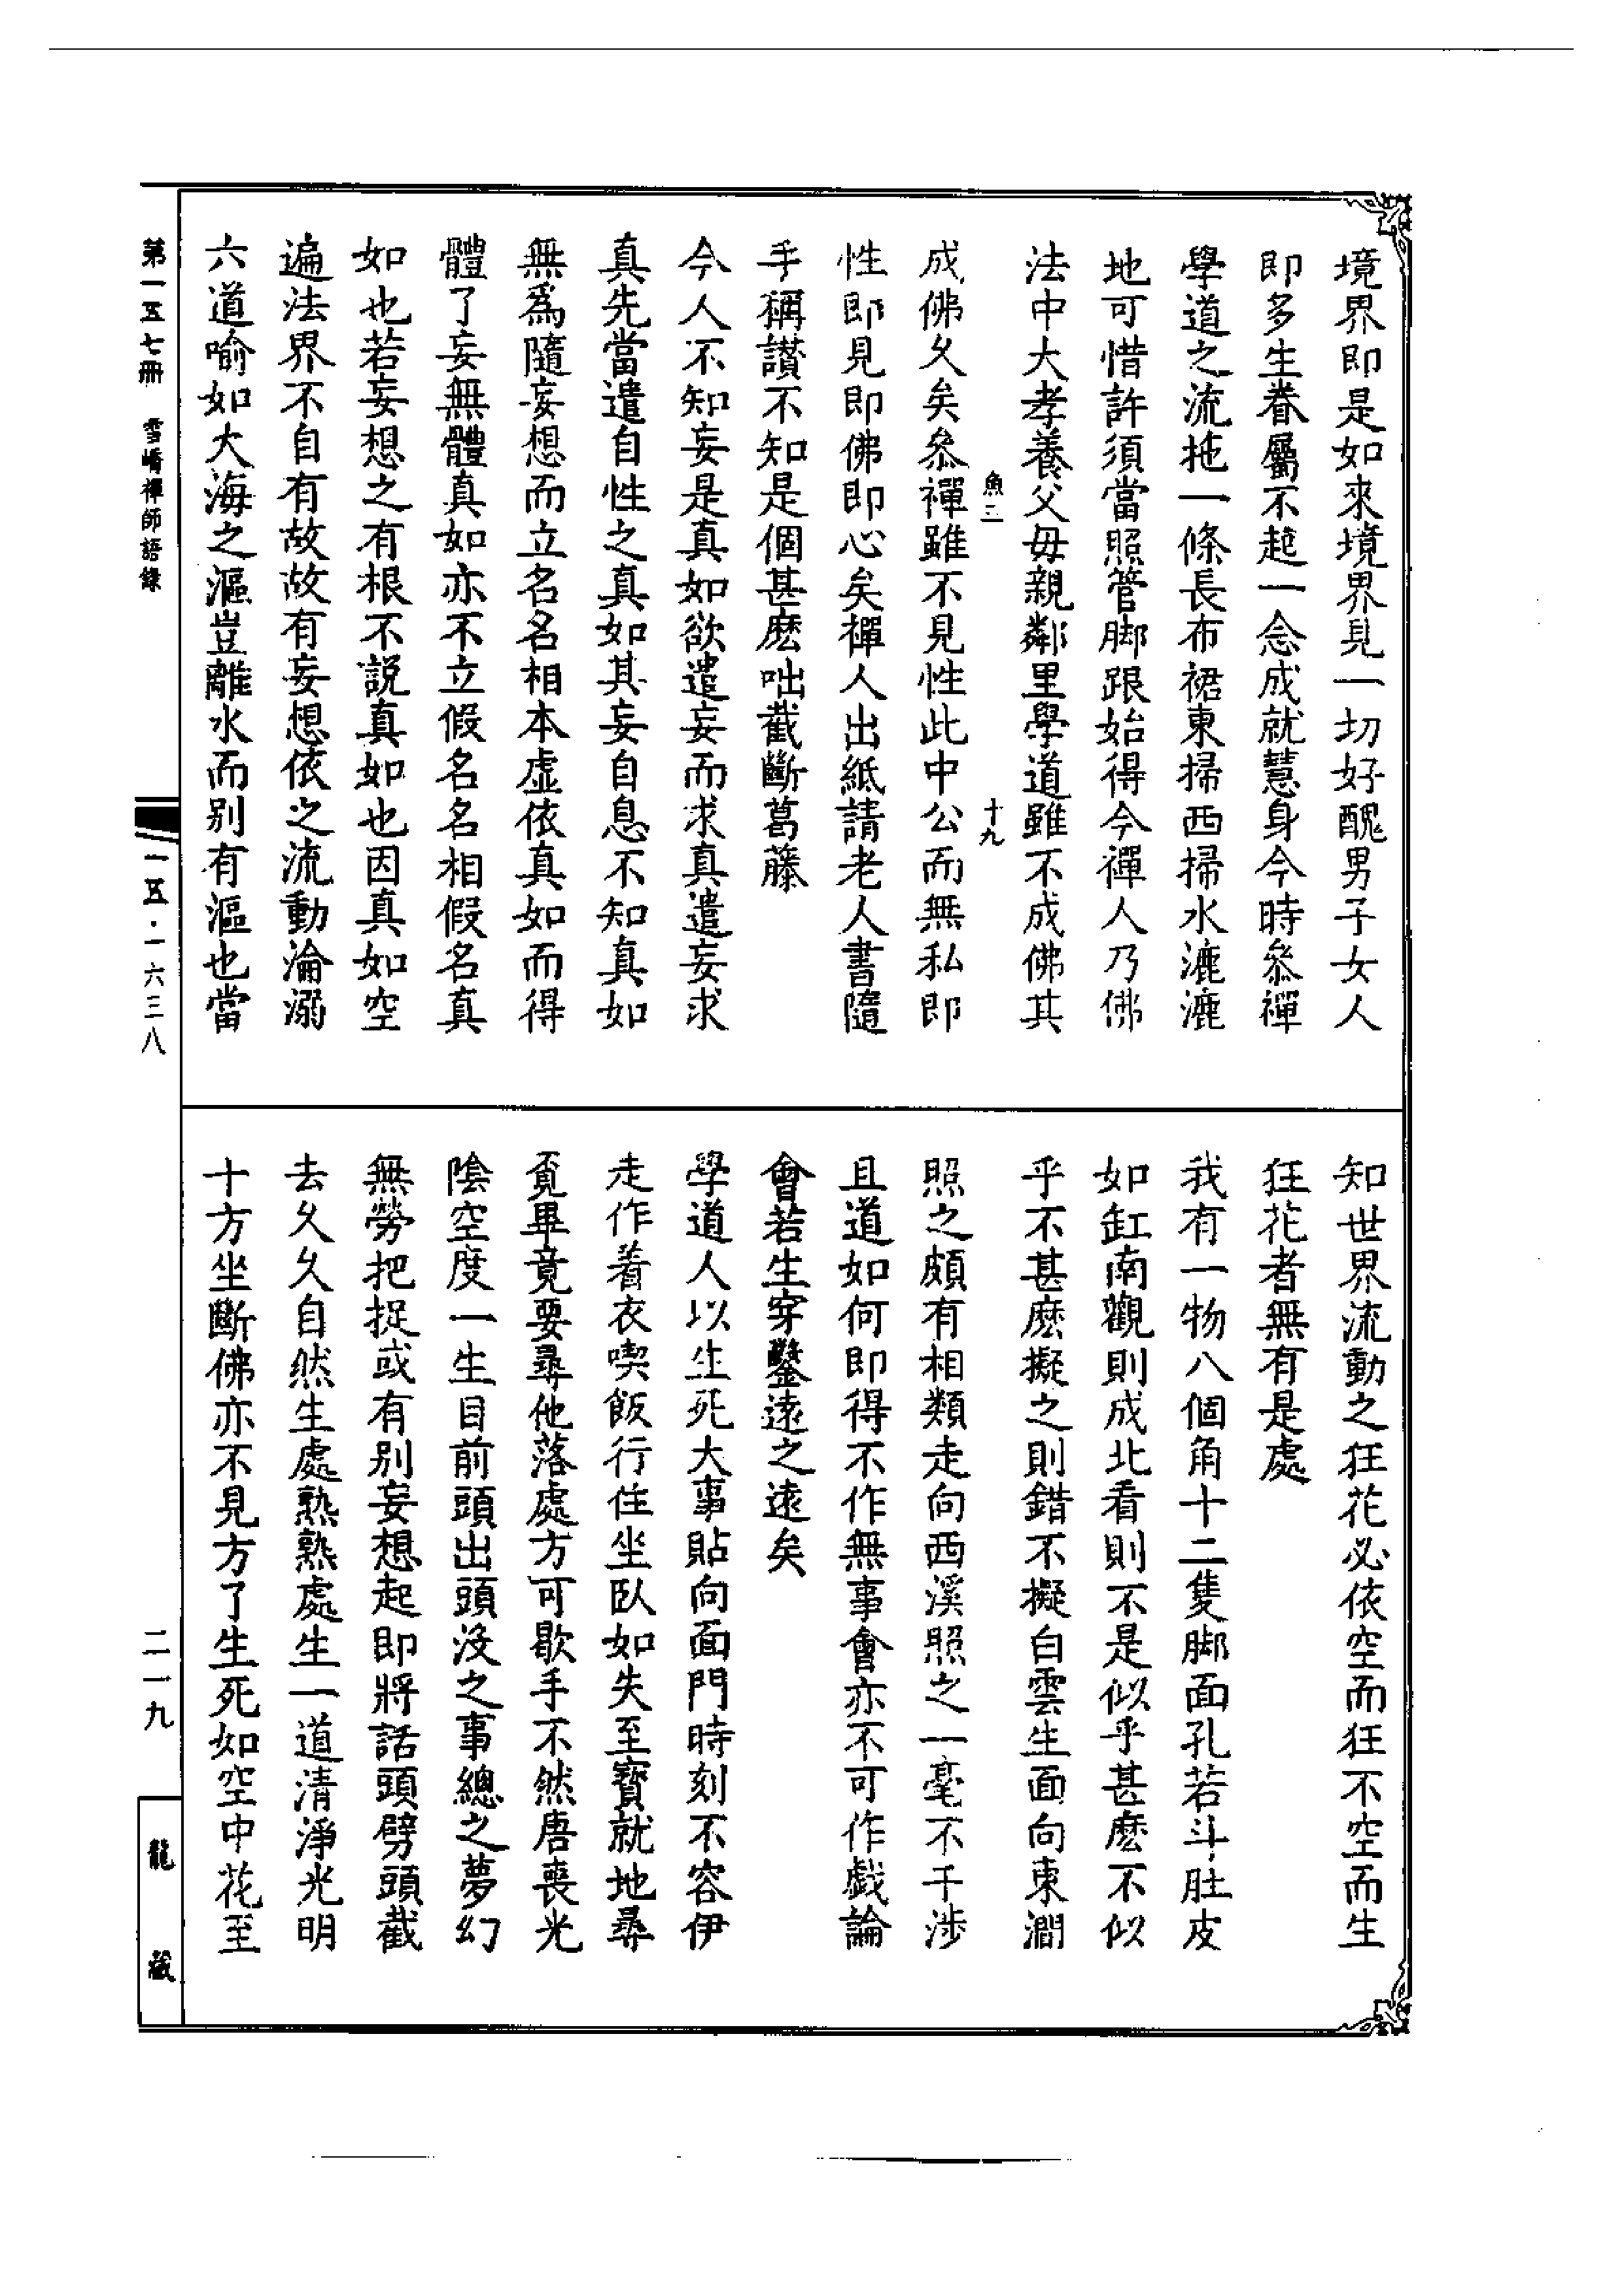 境界即是如來境界見一切好醜男子女人
即多生眷屬不起一念成就慧身今時叅禪
學道之流拖一條長布裙東掃西掃水漉漉
地可惜許須當照管脚跟始得今禪人乃佛
法中大孝養父毋親鄰里學道雖不成佛其
魚三
十九
成佛久矣叅禪雖不見性此中公而無私即
性即見即佛即心矣禪人出紙請老人書隨
手稱讃不知是個甚麽咄截斷葛藤
今人不知妄是真如欲遣妄而求真遣妄求
真先當遣自性之真如其妄自息不知真如
無爲隨妄想而立名名相本虛依真如而得
體了妄無體真如亦不立假名名相假名真
如也若妄想之有根不説真如也因真如空
遍法界不自有故故有妄想依之流動淪溺
六道喻如大海之漚豈離水而别有漚也當
知世界流動之狂花必依空而狂不空而生
狂花者無有是處
我有一物八個角十二隻脚面孔若斗肚皮
如缸南觀則成北看則不是似乎甚麽不似
乎不甚麽擬之則錯不擬白雲生面向東澗
照之頗有相類走向西溪照之一毫不干涉
且道如何即得不作無事會亦不可作戱論
會若生穿鑿遠之遠矣
學道人以生死大事貼向面門時刻不容伊
走作着衣喫飯行住坐卧如失至寶就地尋
覓畢竟要尋他落處方可歇手不然唐喪光
陰空度一生目前頭出頭沒之事總之夢幻
無勞把捉或有别妄想起即將話頭劈頭截
去久久自然生處熟熟處生一道清淨光明
十方坐斷佛亦不見方了生死如空中花至
第一五七冊 雪嶠禪師語錄
一五·一六三八
二一九
龍藏